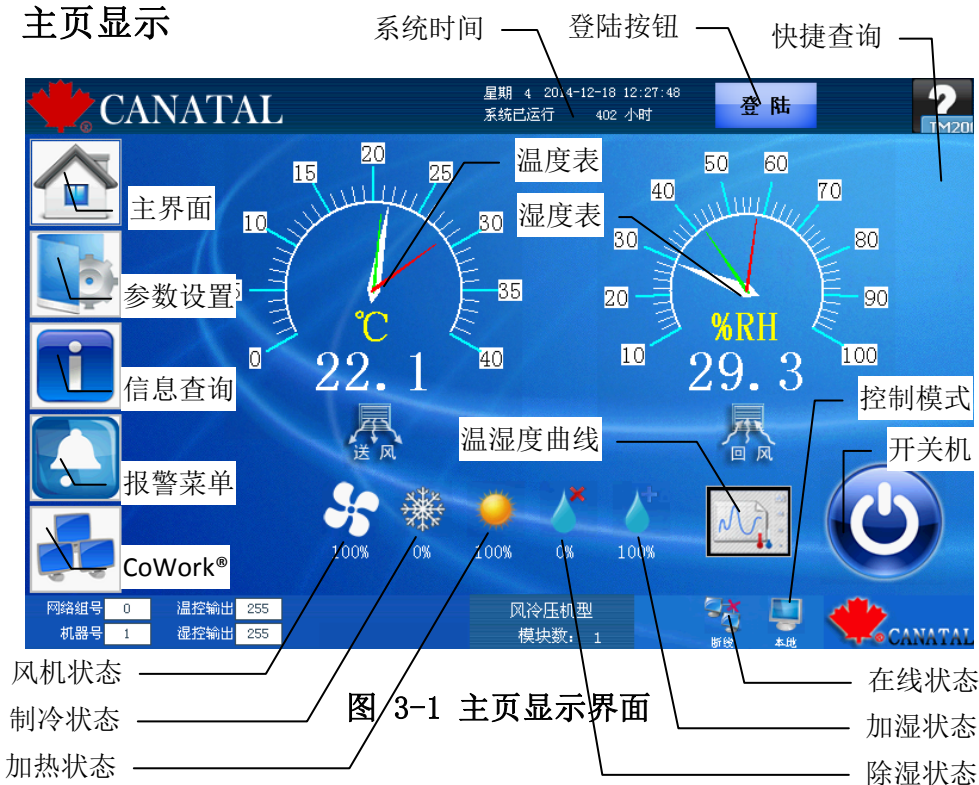 主页显示
系统时间
登陆按钮
快捷查询
CANATAL
星期 4 2014-12-18 12:27:48
系统已运行 402 小时
登 陆
?
TM200
主界面
参数设置
信息查询
报警菜单
CoWork®
0
10
15
20
25
30
35
40
温度表
湿度表
℃
22.1
送 风
10
20
30
40
50
60
70
80
90
100
%RH
29.3
回 风
温湿度曲线
控制模式
开关机
100%
0%
100%
0%
100%
网络组号 0 温控输出 255
机器号 1 湿控输出 255
风冷压机型
模块数: 1
断线
本地
CANATAL
风机状态
制冷状态
加热状态
图 3-1 主页显示界面
在线状态
加湿状态
除湿状态